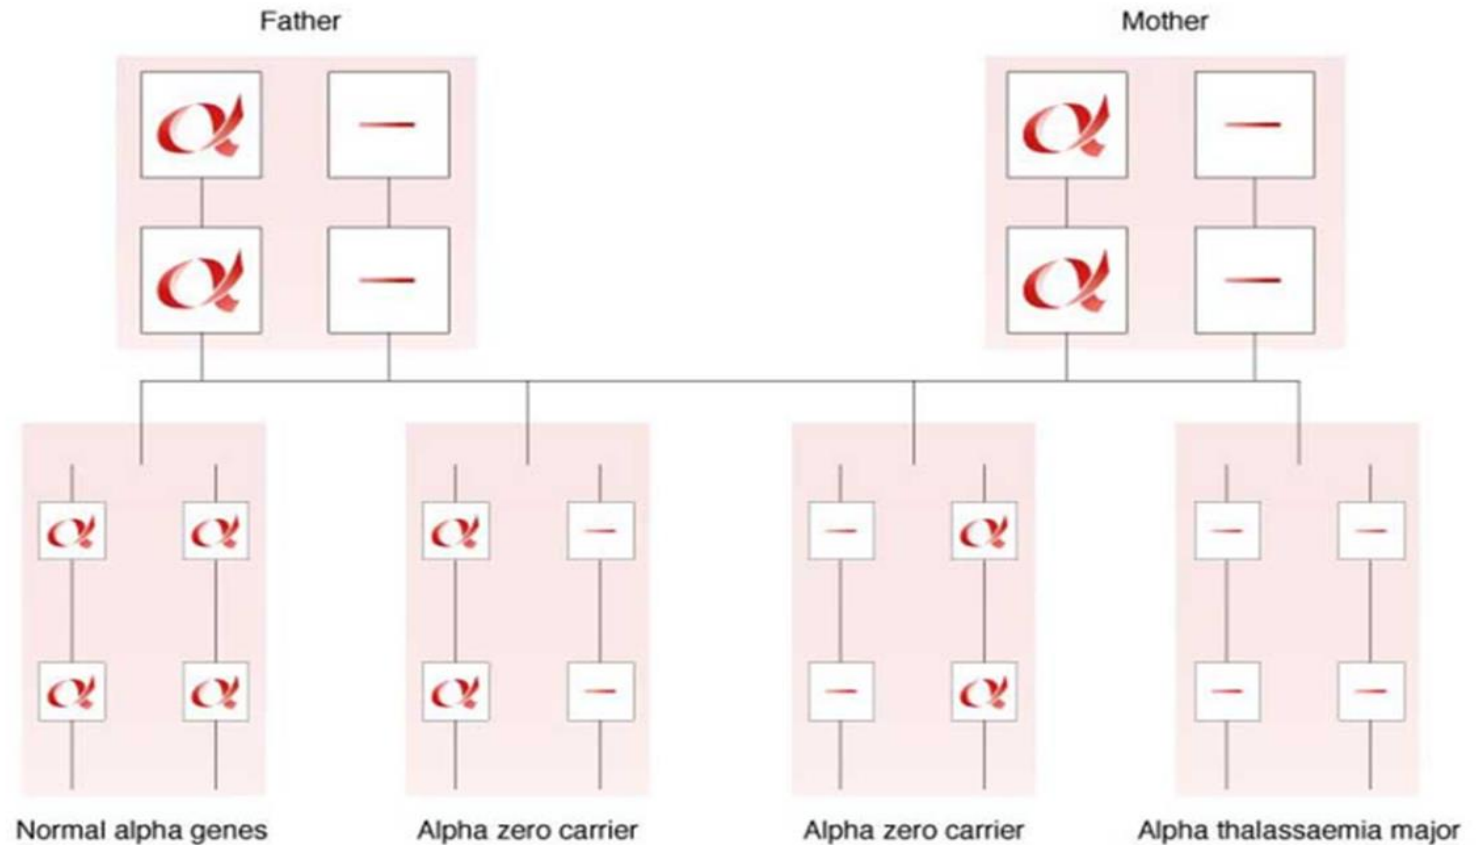 Father
Mother
α – α –
α – α –
α α α – – α – –
α α α – – α – –
Normal alpha genes
Alpha zero carrier
Alpha zero carrier
Alpha thalassaemia major